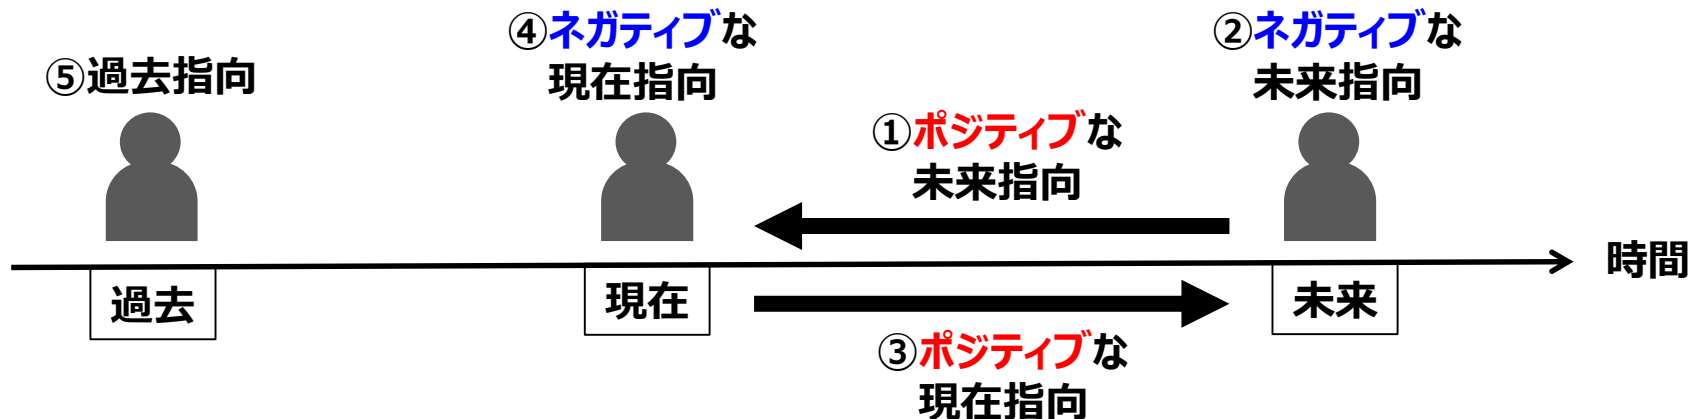 ⑤過去指向
④ネガティブな
現在指向
②ネガティブな
未来指向
①ポジティブな
未来指向
時間
過去
現在
未来
③ポジティブな
現在指向